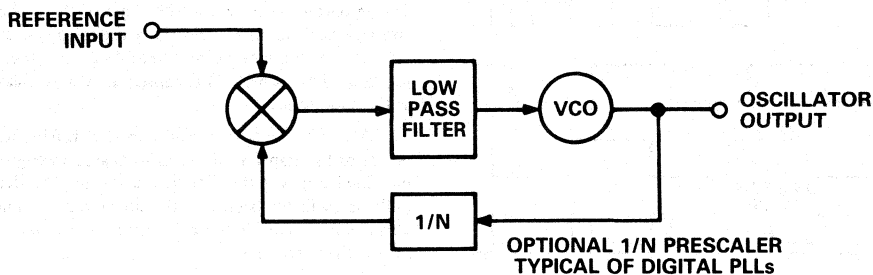 REFERENCE
INPUT
LOW
PASS
FILTER
VCO
OSCILLATOR
OUTPUT
1/N
OPTIONAL 1/N PRESCALER
TYPICAL OF DIGITAL PLLs